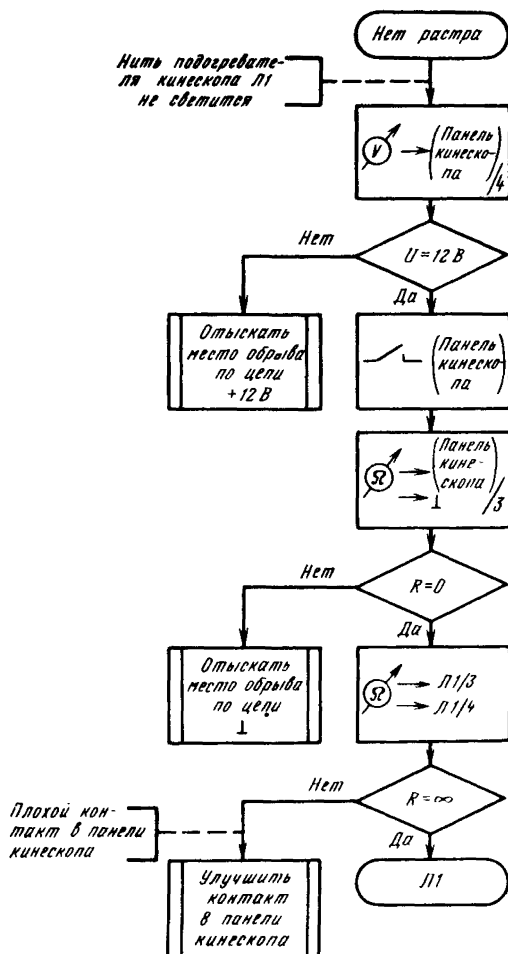 Нет растра
Нить подогревате-
ля кинескопа Л1
не светится
V
Панель
кинеско-
па
/4
Нет
U=12 В
Да
Отыскать
место обрыва
по цепи
+12 В
Панель
кинеско-
па
Ω
Панель
кине-
скопа
⊥
/3
Нет
R=0
Да
Отыскать
место обрыва
по цепи
⊥
Ω
Л1/3
Л1/4
Нет
R=∞
Да
Плохой кон-
такт в панели
кинескопа
Улучшить
контакт
в панели
кинескопа
Л1